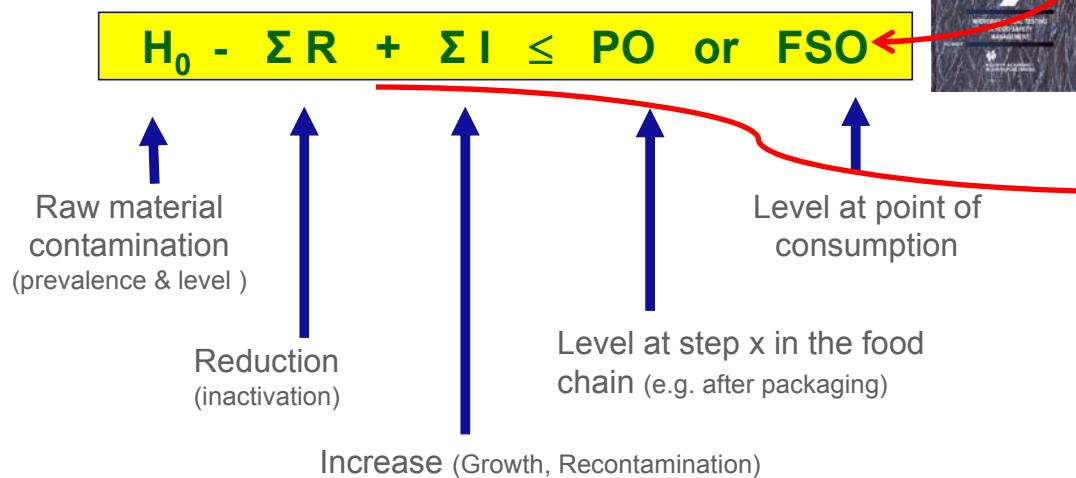 H₀ - Σ R + Σ I ≤ PO or FSO
MANAGEMENT
Raw material
contamination
(prevalence & level )
Level at point of
consumption
Reduction
(inactivation)
Level at step x in the food
chain (e.g. after packaging)
Increase (Growth, Recontamination)